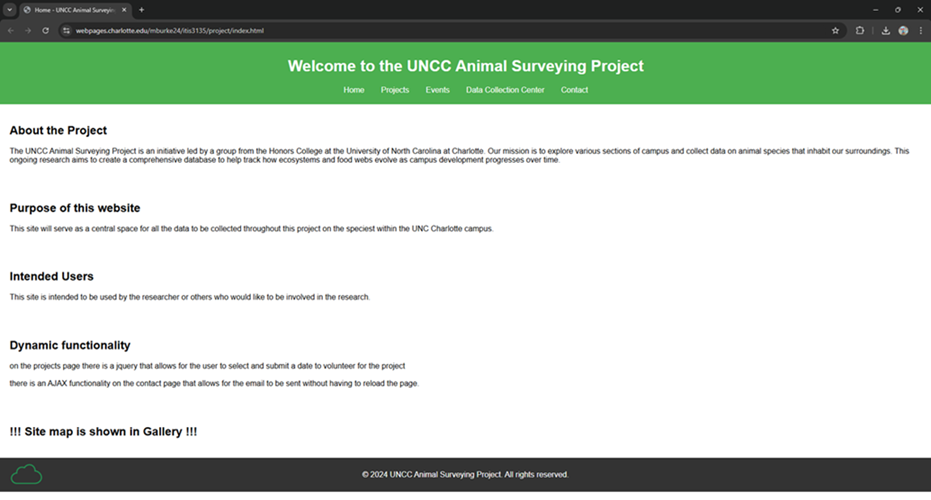 Home - UNCC Animal Surveyin
webpages.charlotte.edu/mburke24/itis3135/project/index.html
Welcome to the UNCC Animal Surveying Project
Home Projects Events Data Collection Center Contact
About the Project
The UNCC Animal Surveying Project is an initiative led by a group from the Honors College at the University of North Carolina at Charlotte. Our mission is to explore various sections of campus and collect data on animal species that inhabit our surroundings. This
ongoing research aims to create a comprehensive database to help track how ecosystems and food webs evolve as campus development progresses over time.
Purpose of this website
This site will serve as a central space for all the data to be collected throughout this project on the speciest within the UNC Charlotte campus.
Intended Users
This site is intended to be used by the researcher or others who would like to be involved in the research.
Dynamic functionality
on the projects page there is a jquery that allows for the user to select and submit a date to volunteer for the project
there is an AJAX functionality on the contact page that allows for the email to be sent without having to reload the page.
!!! Site map is shown in Gallery !!!
© 2024 UNCC Animal Surveying Project. All rights reserved.